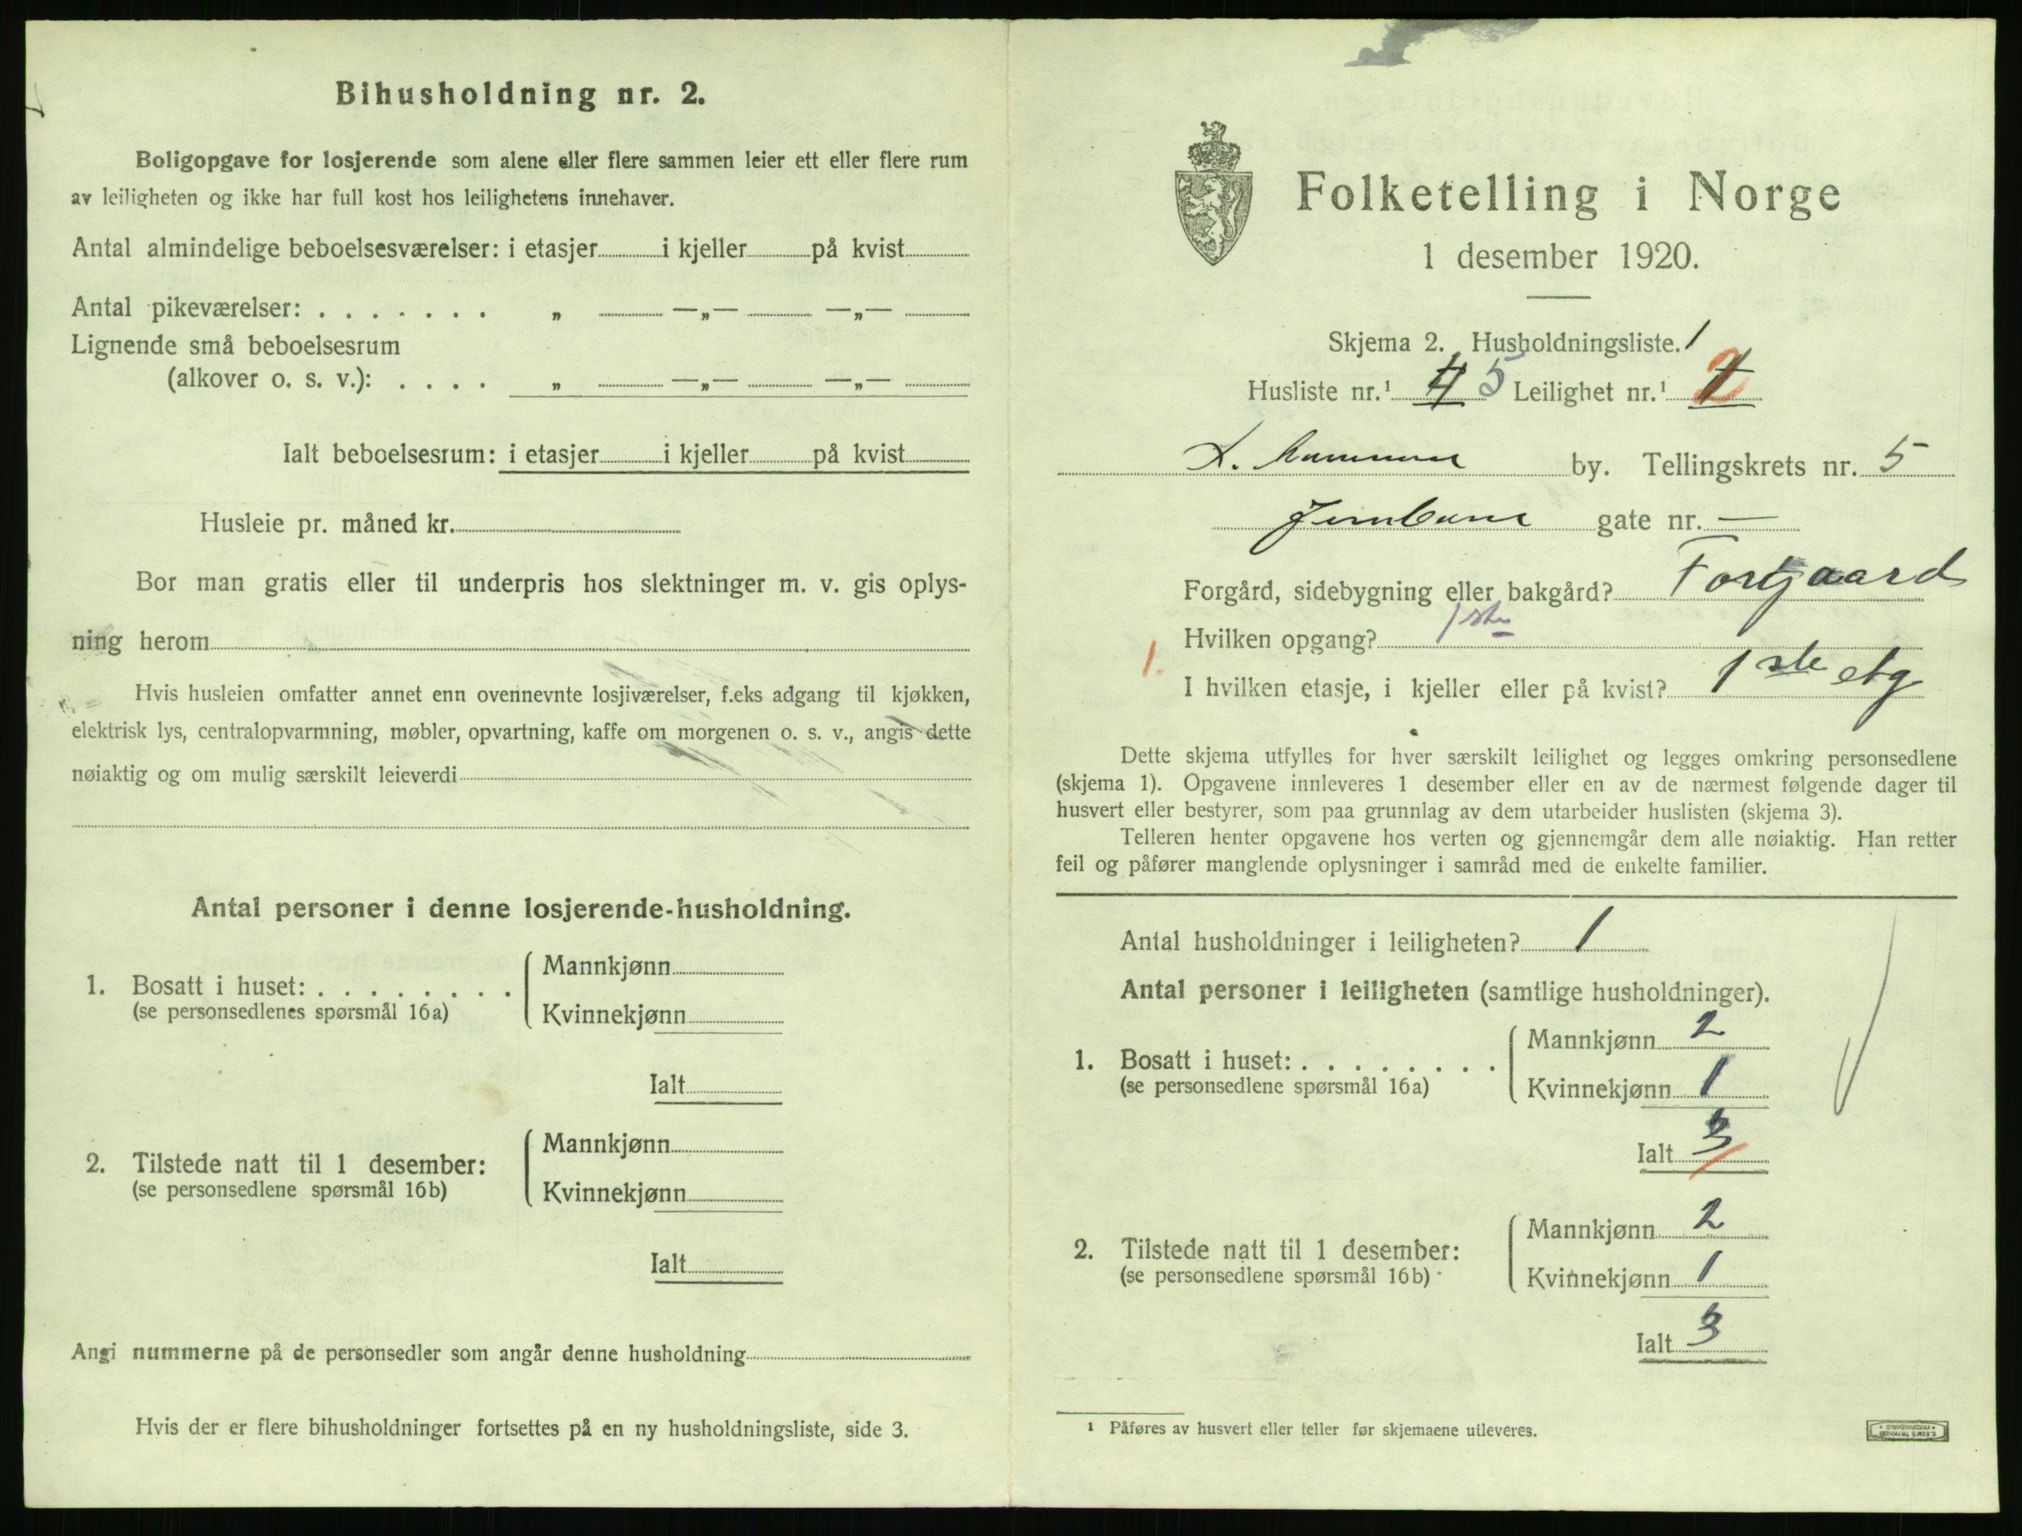 Bihusholdning nr. 2.
Boligopgave for losjerende som alene eller flere sammen leier ett eller flere rum
av leiligheten og ikke har full kost hos leilighetens innehaver.
Antal almindelige beboelsesværelser: i etasjer i kjeller på kvist
Antal pikeværelser: . . . . . . . „ —„— —„—
Lignende små beboelsesrum
(alkover o. s. v.): . . . . „ —„— —„—
Ialt beboelsesrum: i etasjer i kjeller på kvist
Husleie pr. måned kr.
Bor man gratis eller til underpris hos slektninger m. v. gis oplys-
ning herom
Hvis husleien omfatter annet enn ovennevnte losjiværelser, f.eks adgang til kjøkken,
elektrisk lys, centralopvarmning, møbler, opvartning, kaffe om morgenen o. s. v., angis dette
nøiaktig og om mulig særskilt leieverdi
Antal personer i denne losjerende-husholdning.
1. Bosatt i huset: . . . . . . . . Mannkjønn
(se personsedlenes spørsmål 16a)
Kvinnekjønn
Ialt
2. Tilstede natt til 1 desember: Mannkjønn
(se personsedlene spørsmål 16b)
Kvinnekjønn
Ialt
Angi nummerne på de personsedler som angår denne husholdning
Hvis der er flere bihusholdninger fortsettes på en ny husholdningsliste, side 3.
Folketelling i Norge
1 desember 1920.
Skjema 2. Husholdningsliste. 1
Husliste nr.¹ 4 5 Leilighet nr.¹ 1 2
by. Tellingskrets nr. 5
Jernbane gate nr. —
Forgård, sidebygning eller bakgård? Forgaard
Hvilken opgang? 1ste
1.
I hvilken etasje, i kjeller eller på kvist? 1ste etg
Dette skjema utfylles for hver særskilt leilighet og legges omkring personsedlene
(skjema 1). Opgavene innleveres 1 desember eller en av de nærmest følgende dager til
husvert eller bestyrer, som paa grunnlag av dem utarbeider huslisten (skjema 3).
Telleren henter opgavene hos verten og gjennemgår dem alle nøiaktig. Han retter
feil og påfører manglende oplysninger i samråd med de enkelte familier.
Antal husholdninger i leiligheten? 1
Antal personer i leiligheten (samtlige husholdninger).
1. Bosatt i huset: . . . . . . . . Mannkjønn 2
(se personsedlene spørsmål 16a)
Kvinnekjønn 1
Ialt 3
2. Tilstede natt til 1 desember: Mannkjønn 2
(se personsedlene spørsmål 16b)
Kvinnekjønn 1
Ialt 3
¹ Påføres av husvert eller teller før skjemaene utleveres.